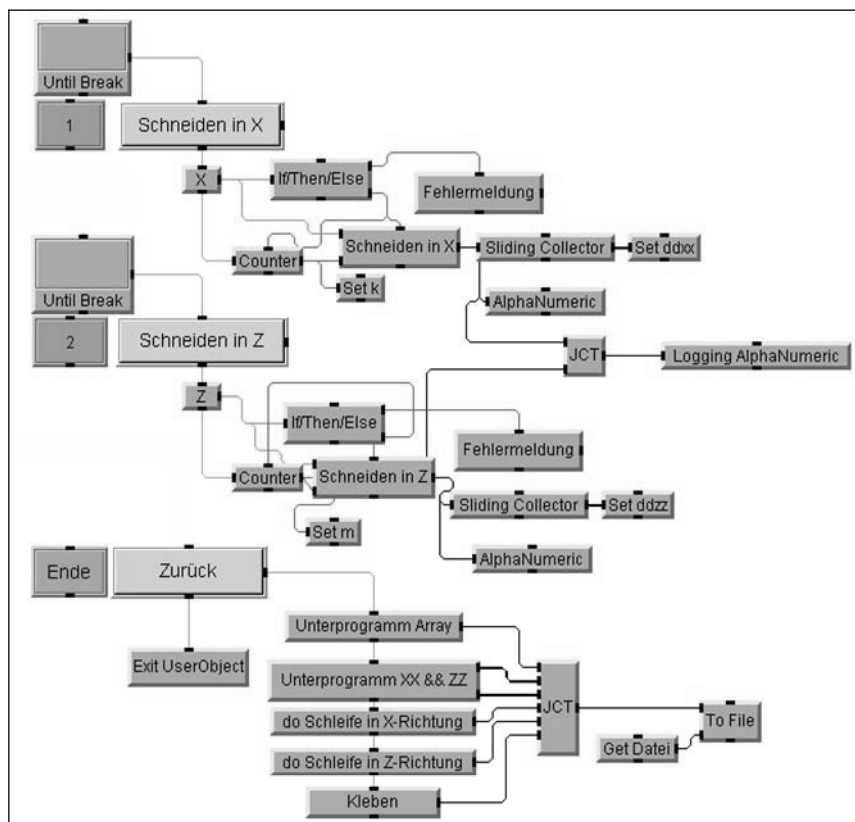 Until Break
1
Schneiden in X
X
If/Then/Else
Fehlermeldung
Counter
Schneiden in X
Sliding Collector
Set ddxx
Set k
AlphaNumeric
Until Break
2
Schneiden in Z
JCT
Logging AlphaNumeric
Z
If/Then/Else
Fehlermeldung
Counter
Schneiden in Z
Sliding Collector
Set ddzz
Set m
AlphaNumeric
Ende
Zurück
Unterprogramm Array
Exit UserObject
Unterprogramm XX && ZZ
JCT
do Schleife in X-Richtung
To File
Get Datei
do Schleife in Z-Richtung
Kleben